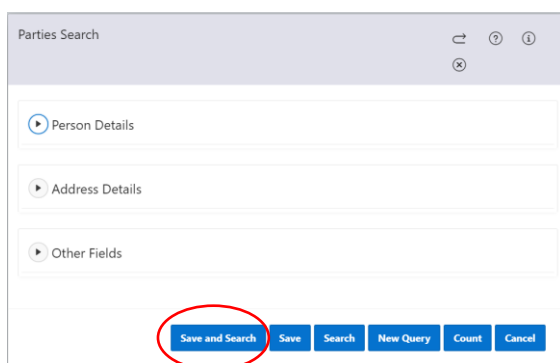 Parties Search
Person Details
Address Details
Other Fields
Save and Search Save Search New Query Count Cancel